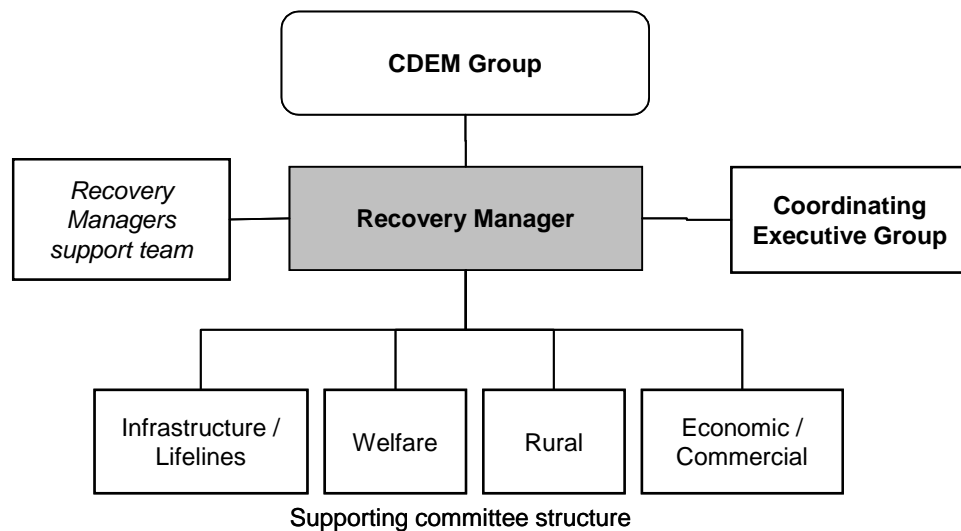 CDEM Group
Recovery
Managers
support team
Recovery Manager
Coordinating
Executive Group
Infrastructure /
Lifelines
Welfare
Rural
Economic /
Commercial
Supporting committee structure